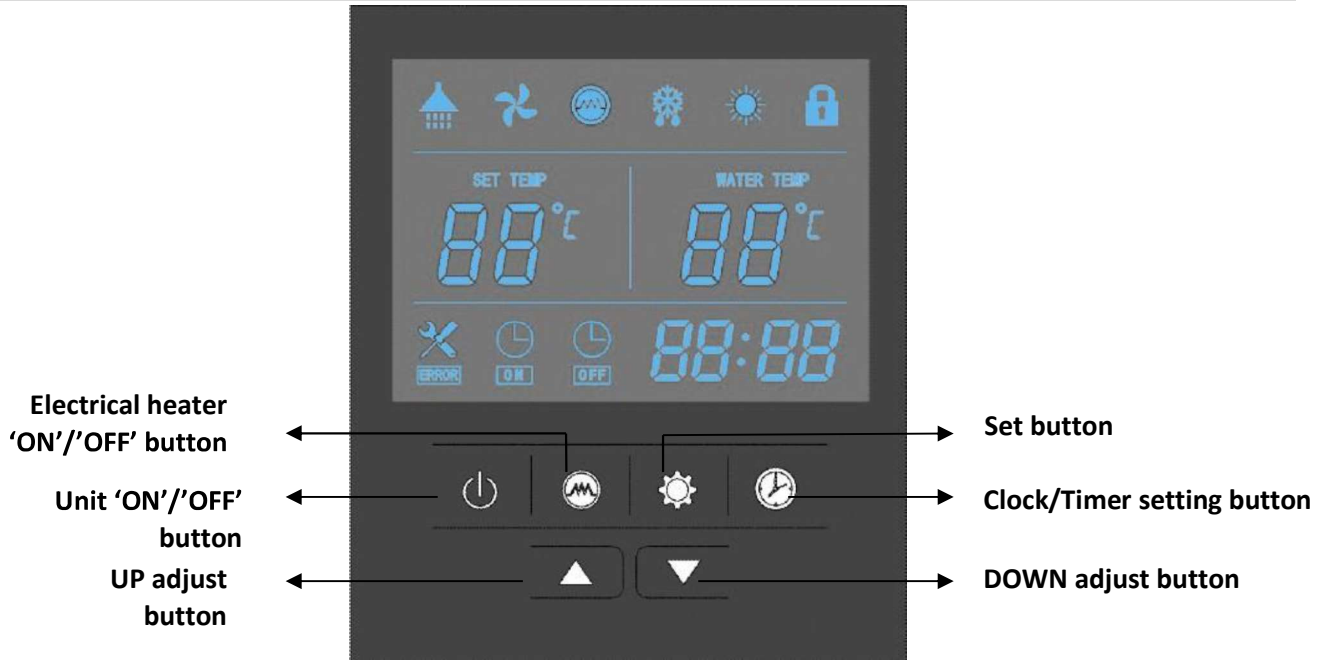 SET TEMP
WATER TEMP
88°C
88°C
ERROR
ON
OFF
88:88
Electrical heater
‘ON’/’OFF’ button
Set button
Unit ‘ON’/’OFF’
button
Clock/Timer setting button
UP adjust
button
DOWN adjust button